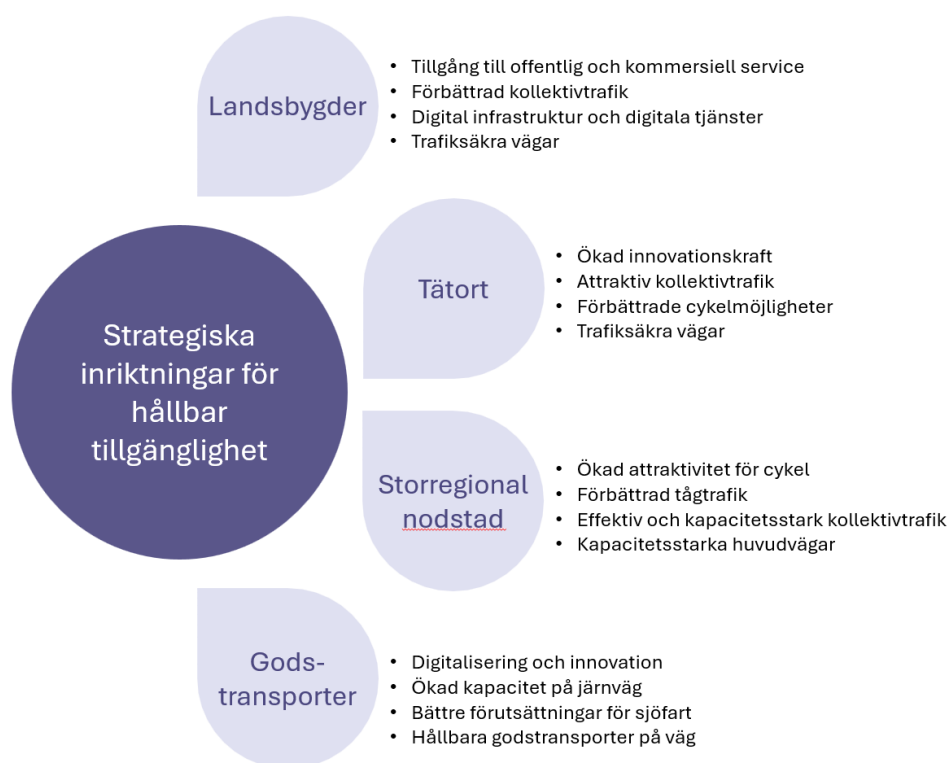 Strategiska
inriktningar för
hållbar
tillgänglighet
Landsbygder
• Tillgång till offentlig och kommersiell service
• Förbättrad kollektivtrafik
• Digital infrastruktur och digitala tjänster
• Trafiksäkra vägar
Tätort
• Ökad innovationskraft
• Attraktiv kollektivtrafik
• Förbättrade cykelmöjligheter
• Trafiksäkra vägar
Storregional
nodstad
• Ökad attraktivitet för cykel
• Förbättrad tågtrafik
• Effektiv och kapacitetsstark kollektivtrafik
• Kapacitetsstarka huvudvägar
Gods-
transporter
• Digitalisering och innovation
• Ökad kapacitet på järnväg
• Bättre förutsättningar för sjöfart
• Hållbara godstransporter på väg